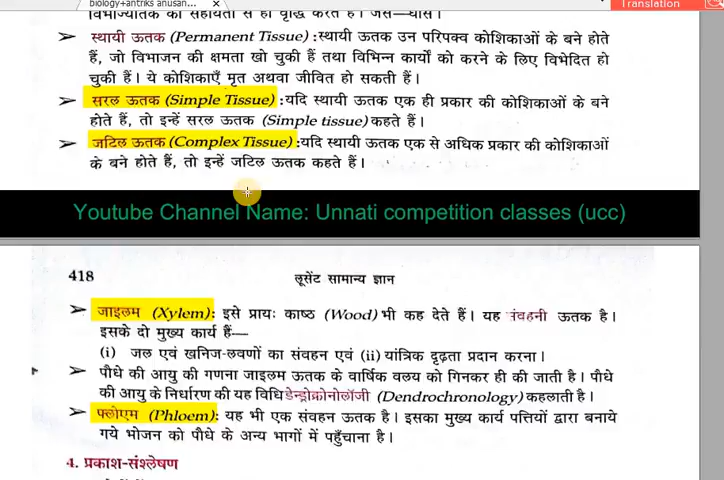 biology+antriks anusan...
Translation
विभाज्योतक की सहायता से ही वृद्धि करते हैं। जैसे—घास।
➢ स्थायी ऊतक (Permanent Tissue) : स्थायी ऊतक उन परिपक्व कोशिकाओं के बने होते
हैं, जो विभाजन की क्षमता खो चुकी हैं तथा विभिन्न कार्यों को करने के लिए विभेदित हो
चुकी हैं। ये कोशिकाएँ मृत अथवा जीवित हो सकती हैं।
➢ सरल ऊतक (Simple Tissue) : यदि स्थायी ऊतक एक ही प्रकार की कोशिकाओं के बने
होते हैं, तो इन्हें सरल ऊतक (Simple tissue) कहते हैं।
➢ जटिल ऊतक (Complex Tissue) : यदि स्थायी ऊतक एक से अधिक प्रकार की कोशिकाओं
के बने होते हैं, तो इन्हें जटिल ऊतक कहते हैं।
Youtube Channel Name: Unnati competition classes (ucc)
418 लूसेंट सामान्य ज्ञान
➢ जाइलम (Xylem) : इसे प्रायः काष्ठ (Wood) भी कह देते हैं। यह संवहनी ऊतक है।
इसके दो मुख्य कार्य हैं—
(i) जल एवं खनिज-लवणों का संवहन एवं (ii) यांत्रिक दृढ़ता प्रदान करना।
➢ पौधे की आयु की गणना जाइलम ऊतक के वार्षिक वलय को गिनकर ही की जाती है। पौधे
की आयु के निर्धारण की यह विधि डेन्ड्रोक्रोनोलॉजी (Dendrochronology) कहलाती है।
➢ फ्लोएम (Phloem) : यह भी एक संवहन ऊतक है। इसका मुख्य कार्य पत्तियों द्वारा बनाये
गये भोजन को पौधे के अन्य भागों में पहुँचाना है।
4. प्रकाश-संश्लेषण